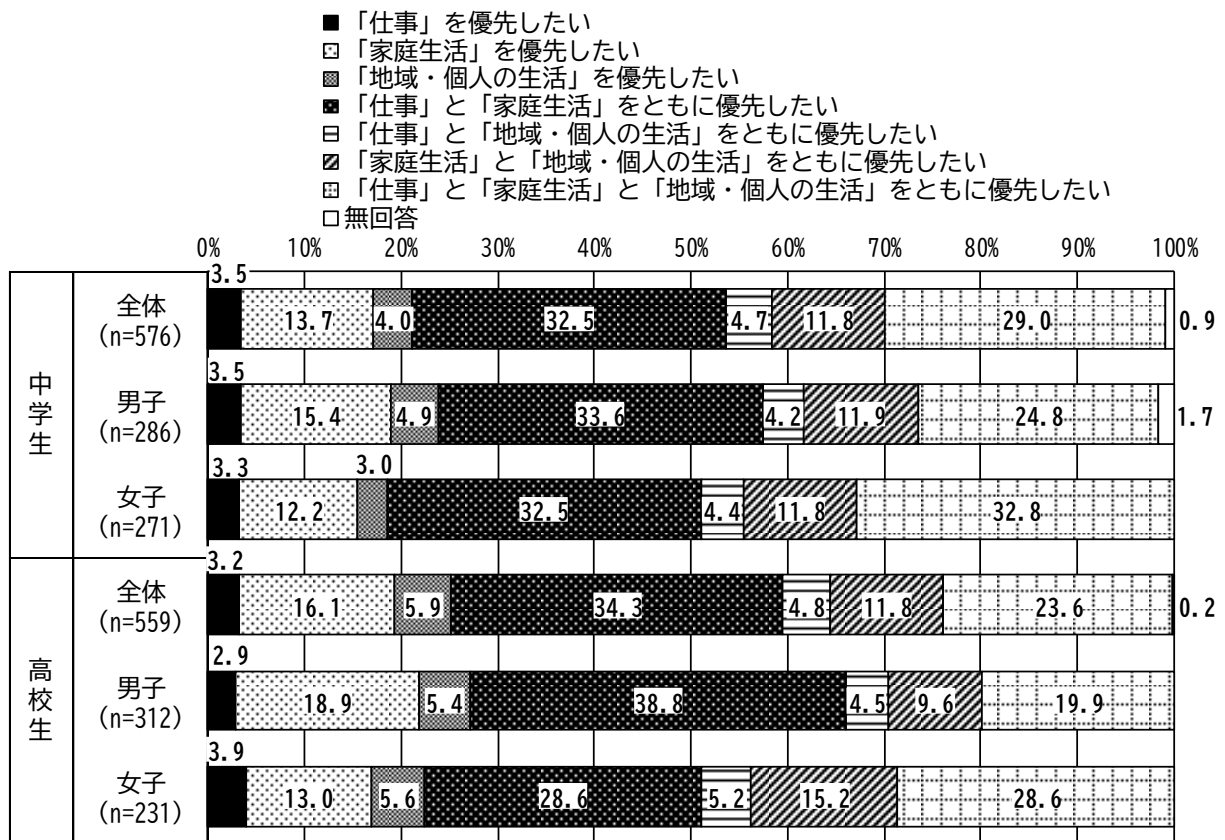 ■「仕事」を優先したい
「家庭生活」を優先したい
「地域・個人の生活」を優先したい
「仕事」と「家庭生活」をともに優先したい
「仕事」と「地域・個人の生活」をともに優先したい
「家庭生活」と「地域・個人の生活」をともに優先したい
「仕事」と「家庭生活」と「地域・個人の生活」をともに優先したい
□無回答
0% 10% 20% 30% 40% 50% 60% 70% 80% 90% 100%
中学生
全体
(n=576)
3.5 13.7 4.0 32.5 4.7 11.8 29.0 0.9
男子
(n=286)
3.5 15.4 4.9 33.6 4.2 11.9 24.8 1.7
女子
(n=271)
3.3 12.2 3.0 32.5 4.4 11.8 32.8
高校生
全体
(n=559)
3.2 16.1 5.9 34.3 4.8 11.8 23.6 0.2
男子
(n=312)
2.9 18.9 5.4 38.8 4.5 9.6 19.9
女子
(n=231)
3.9 13.0 5.6 28.6 5.2 15.2 28.6